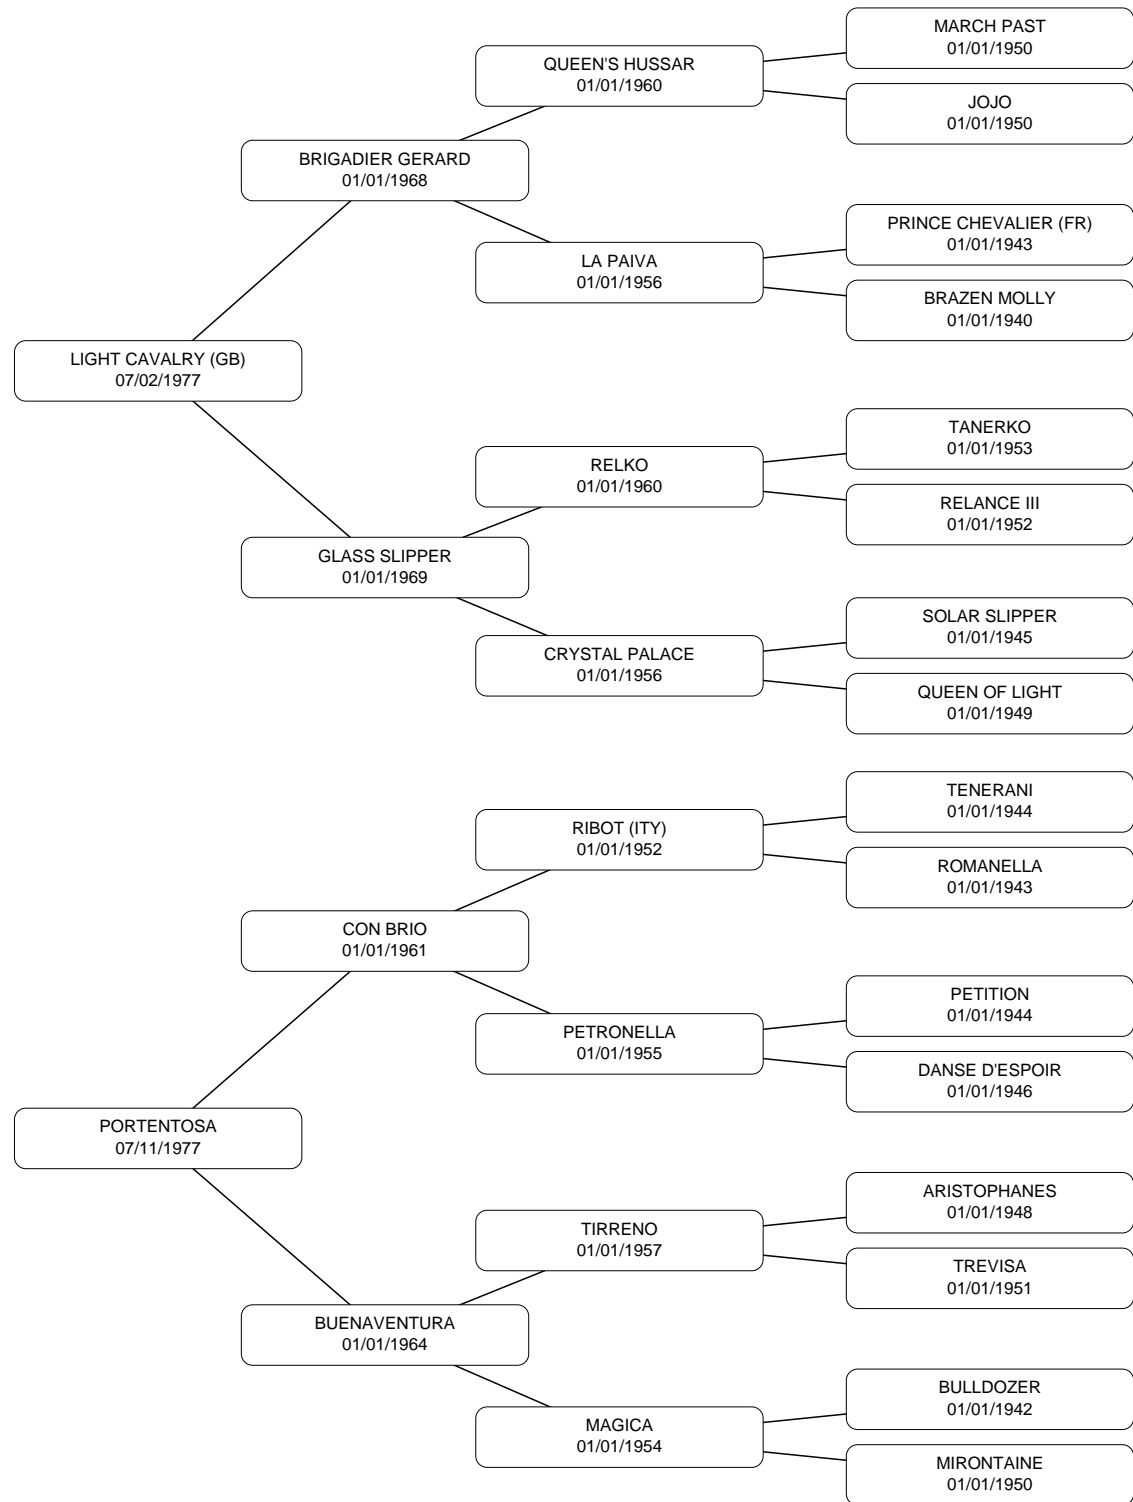 MARCH PAST
01/01/1950
QUEEN'S HUSSAR
01/01/1960
JOJO
01/01/1950
BRIGADIER GERARD
01/01/1968
PRINCE CHEVALIER (FR)
01/01/1943
LA PAIVA
01/01/1956
BRAZEN MOLLY
01/01/1940
LIGHT CAVALRY (GB)
07/02/1977
TANERKO
01/01/1953
RELKO
01/01/1960
RELANCE III
01/01/1952
GLASS SLIPPER
01/01/1969
SOLAR SLIPPER
01/01/1945
CRYSTAL PALACE
01/01/1956
QUEEN OF LIGHT
01/01/1949
TENERANI
01/01/1944
RIBOT (ITY)
01/01/1952
ROMANELLA
01/01/1943
CON BRIO
01/01/1961
PETITION
01/01/1944
PETRONELLA
01/01/1955
DANSE D'ESPOIR
01/01/1946
PORTENTOSA
07/11/1977
ARISTOPHANES
01/01/1948
TIRRENO
01/01/1957
TREVISA
01/01/1951
BUENAVENTURA
01/01/1964
BULLDOZER
01/01/1942
MAGICA
01/01/1954
MIRONTAINE
01/01/1950